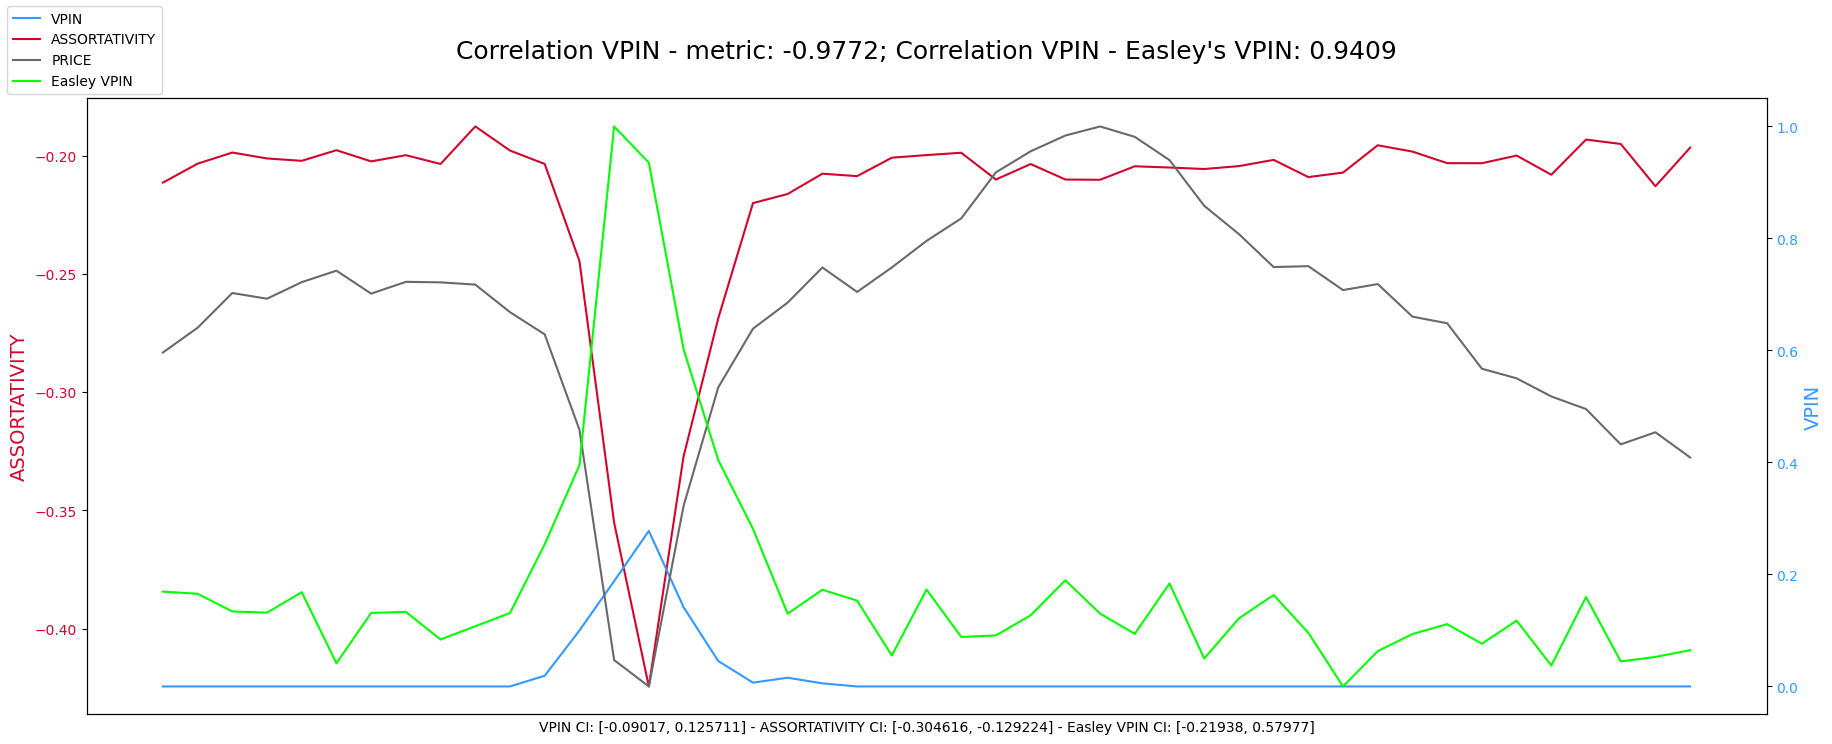 VPIN
ASSORTATIVITY
PRICE
Easley VPIN
Correlation VPIN - metric: -0.9772; Correlation VPIN - Easley's VPIN: 0.9409
ASSORTATIVITY
−0.20
−0.25
−0.30
−0.35
−0.40
1.0
0.8
0.6
0.4
0.2
0.0
VPIN
VPIN CI: [-0.09017, 0.125711] - ASSORTATIVITY CI: [-0.304616, -0.129224] - Easley VPIN CI: [-0.21938, 0.57977]